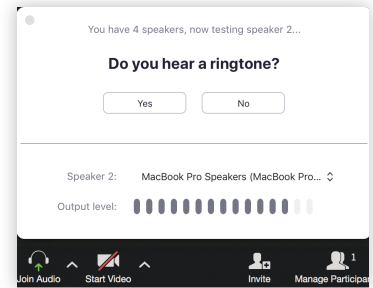 You have 4 speakers, now testing speaker 2...
Do you hear a ringtone?
Yes
No
Speaker 2:
MacBook Pro Speakers (MacBook Pro...
Output level:
1
Join Audio
Start Video
Invite
Manage Participan